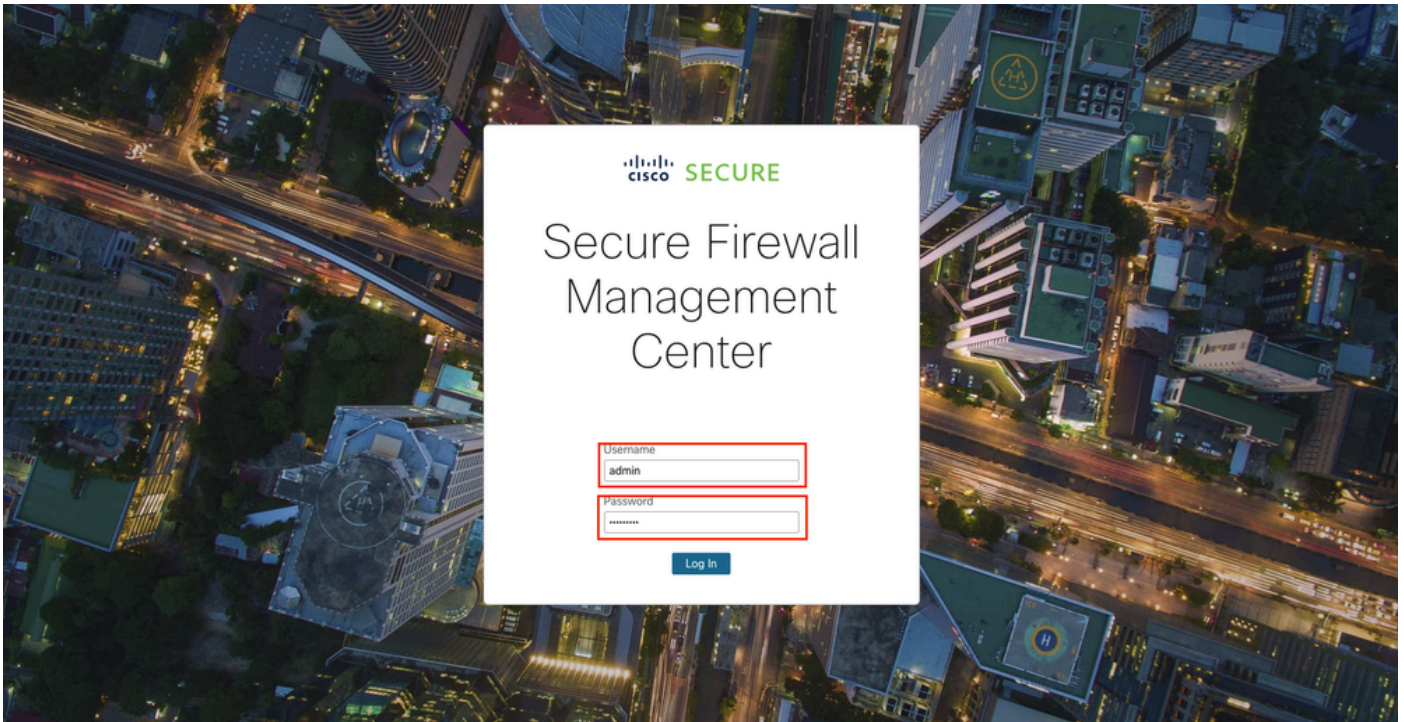 CISCO SECURE
Secure Firewall
Management
Center
Username
admin
Password
•••••••••
Log In
H